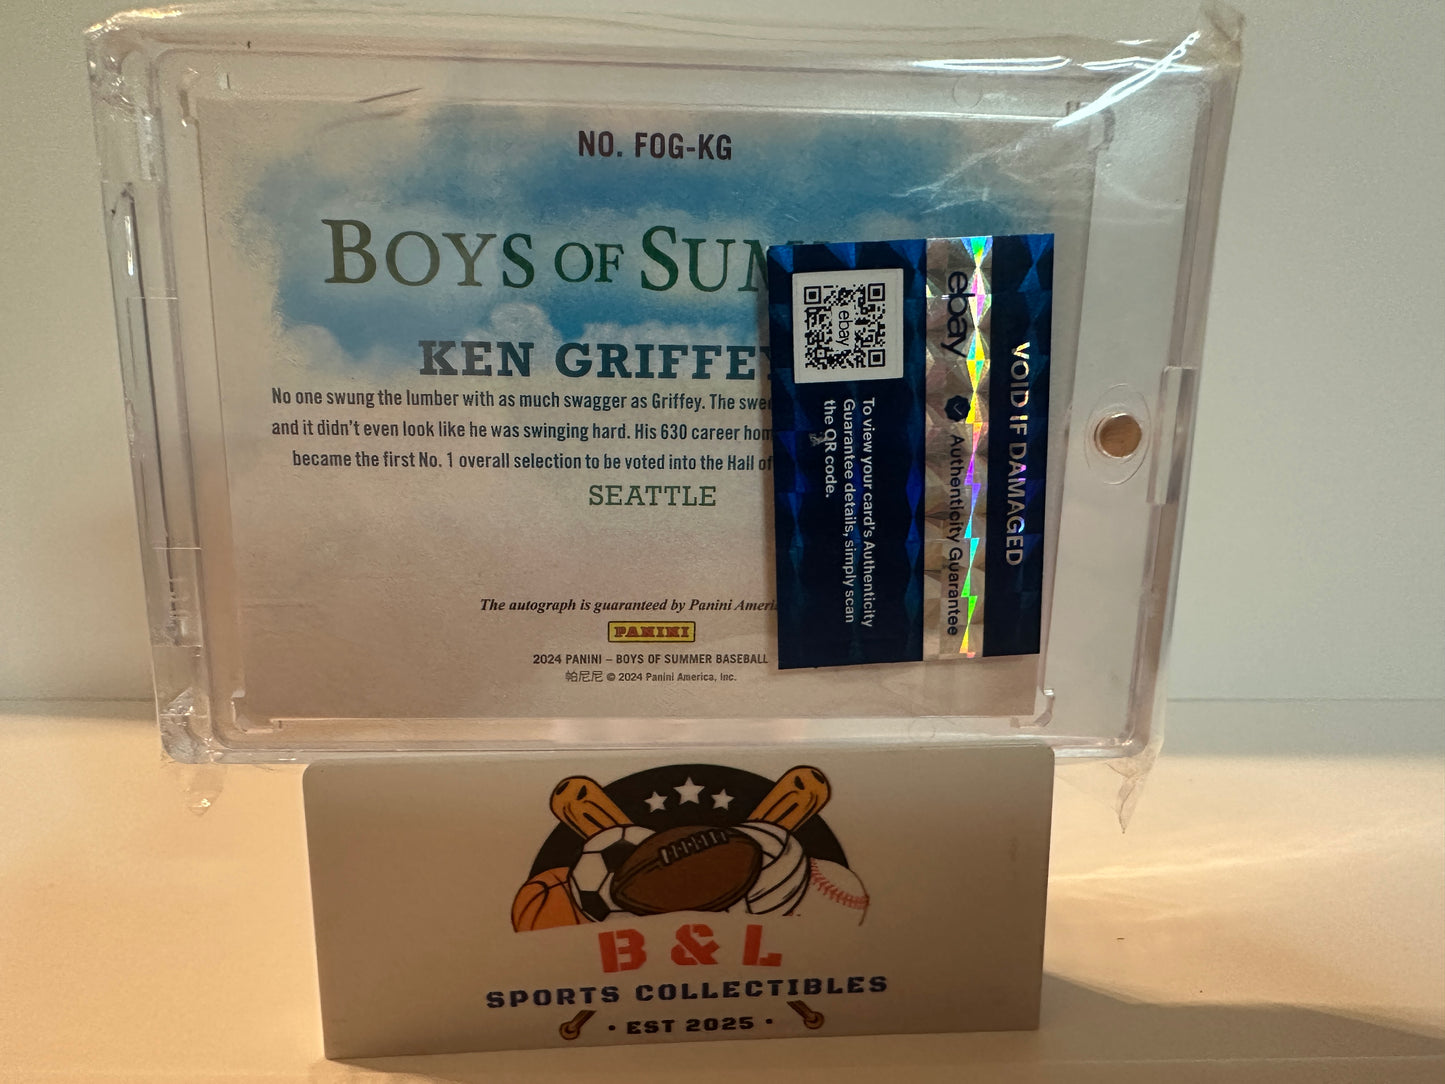 NO. FOG-KG
BOYS OF SUM
KEN GRIFFEY
No one swung the lumber with as much swagger as Griffey. The
and it didn't even look like he was swinging hard. His 630 career
became the first No. 1 overall selection to be voted into the Hall of
SEATTLE
The autograph is guaranteed by Panini
PANINI
2024 PANINI – BOYS OF SUMMER BASEBALL
帕尼尼 © 2024 Panini America, Inc.
ebay
To view your card's Authenticity
Guarantee details, simply scan
the QR code.
ebay Authenticity Guarantee
VOID IF DAMAGED
B & L
SPORTS COLLECTIBLES
• EST 2025 •